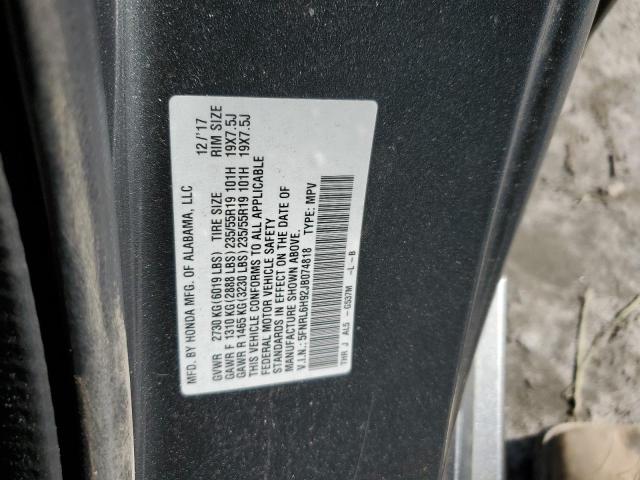 MFD. BY HONDA MFG. OF ALABAMA, LLC 12/'17
GVWR 2730 KG(6019 LBS) TIRE SIZE RIM SIZE
GAWR F 1310 KG(2888 LBS)235/55R19 101H 19X7.5J
GAWR R 1465 KG(3230 LBS)235/55R19 101H 19X7.5J
THIS VEHICLE CONFORMS TO ALL APPLICABLE
FEDERAL MOTOR VEHICLE SAFETY
STANDARDS IN EFFECT ON THE DATE OF
MANUFACTURE SHOWN ABOVE.
V.I.N.: 5FNRL6H92JB074818 TYPE: MPV
THR J AL5 - G537M -L-B